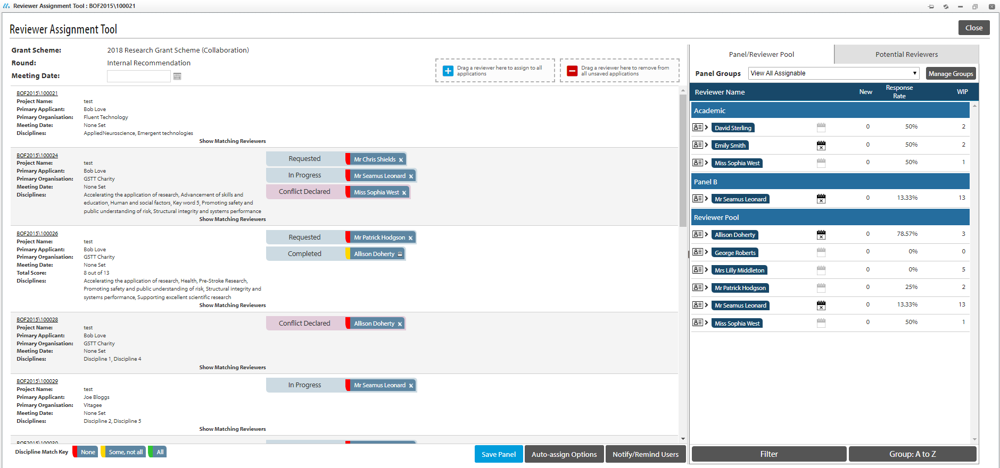 Reviewer Assignment Tool : BOF2015\100021
Reviewer Assignment Tool
Close
Grant Scheme: 2018 Research Grant Scheme (Collaboration)
Round: Internal Recommendation
Meeting Date:
Drag a reviewer here to assign to all
applications
Drag a reviewer here to remove from
all unsaved applications
BOF2015\100021
Project Name: test
Primary Applicant: Bob Love
Primary Organisation: Fluent Technology
Meeting Date: None Set
Disciplines: AppliedNeuroscience, Emergent technologies
Show Matching Reviewers
BOF2015\100024
Project Name: test
Primary Applicant: Bob Love
Primary Organisation: GSTT Charity
Meeting Date: None Set
Disciplines: Accelerating the application of research, Advancement of skills and
education, Human and social factors, Key word 5, Promoting safety and
public understanding of risk, Structural integrity and systems performance
Show Matching Reviewers
Requested Mr Chris Shields x
In Progress Mr Seamus Leonard x
Conflict Declared Miss Sophia West x
BOF2015\100026
Project Name: test
Primary Applicant: Bob Love
Primary Organisation: GSTT Charity
Meeting Date: None Set
Total Score: 8 out of 13
Disciplines: Accelerating the application of research, Health, Pre-Stroke Research,
Promoting safety and public understanding of risk, Structural integrity and
systems performance, Supporting excellent scientific research
Show Matching Reviewers
Requested Mr Patrick Hodgson x
Completed Allison Doherty
BOF2015\100028
Project Name: test
Primary Applicant: Bob Love
Primary Organisation: GSTT Charity
Meeting Date: None Set
Disciplines: Discipline 1, Discipline 4
Show Matching Reviewers
Conflict Declared Allison Doherty x
BOF2015\100029
Project Name: test
Primary Applicant: Joe Bloggs
Primary Organisation: Vitagee
Meeting Date: None Set
Disciplines: Discipline 2, Discipline 5
Show Matching Reviewers
In Progress Mr Seamus Leonard x
BOF2015\100030
Discipline Match Key None Some, not all All
Save Panel Auto-assign Options Notify/Remind Users
Panel/Reviewer Pool Potential Reviewers
Panel Groups View All Assignable Manage Groups
Reviewer Name New Response
Rate WIP
Academic
David Sterling 0 50% 2
Emily Smith 0 50% 2
Miss Sophia West 0 50% 1
Panel B
Mr Seamus Leonard 0 13.33% 13
Reviewer Pool
Allison Doherty 0 78.57% 3
George Roberts 0 0% 0
Mrs Lilly Middleton 0 0% 5
Mr Patrick Hodgson 0 25% 2
Mr Seamus Leonard 0 13.33% 13
Miss Sophia West 0 50% 1
Filter Group: A to Z